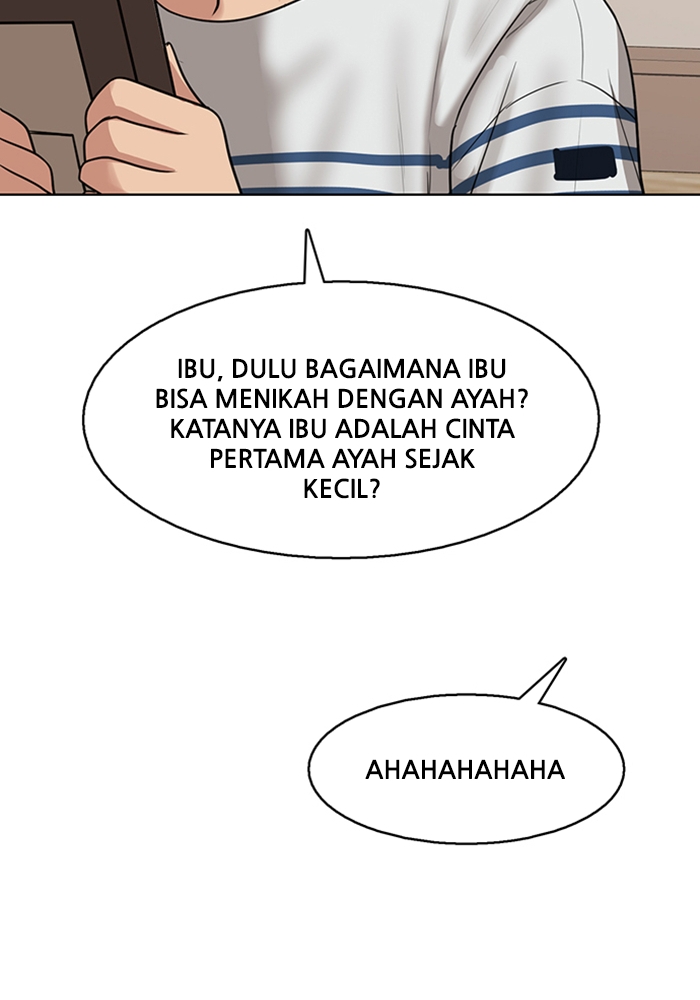 IBU, DULU BAGAIMANA IBU
BISA MENIKAH DENGAN AYAH?
KATANYA IBU ADALAH CINTA
PERTAMA AYAH SEJAK
KECIL?
AHAHAHAHAHA